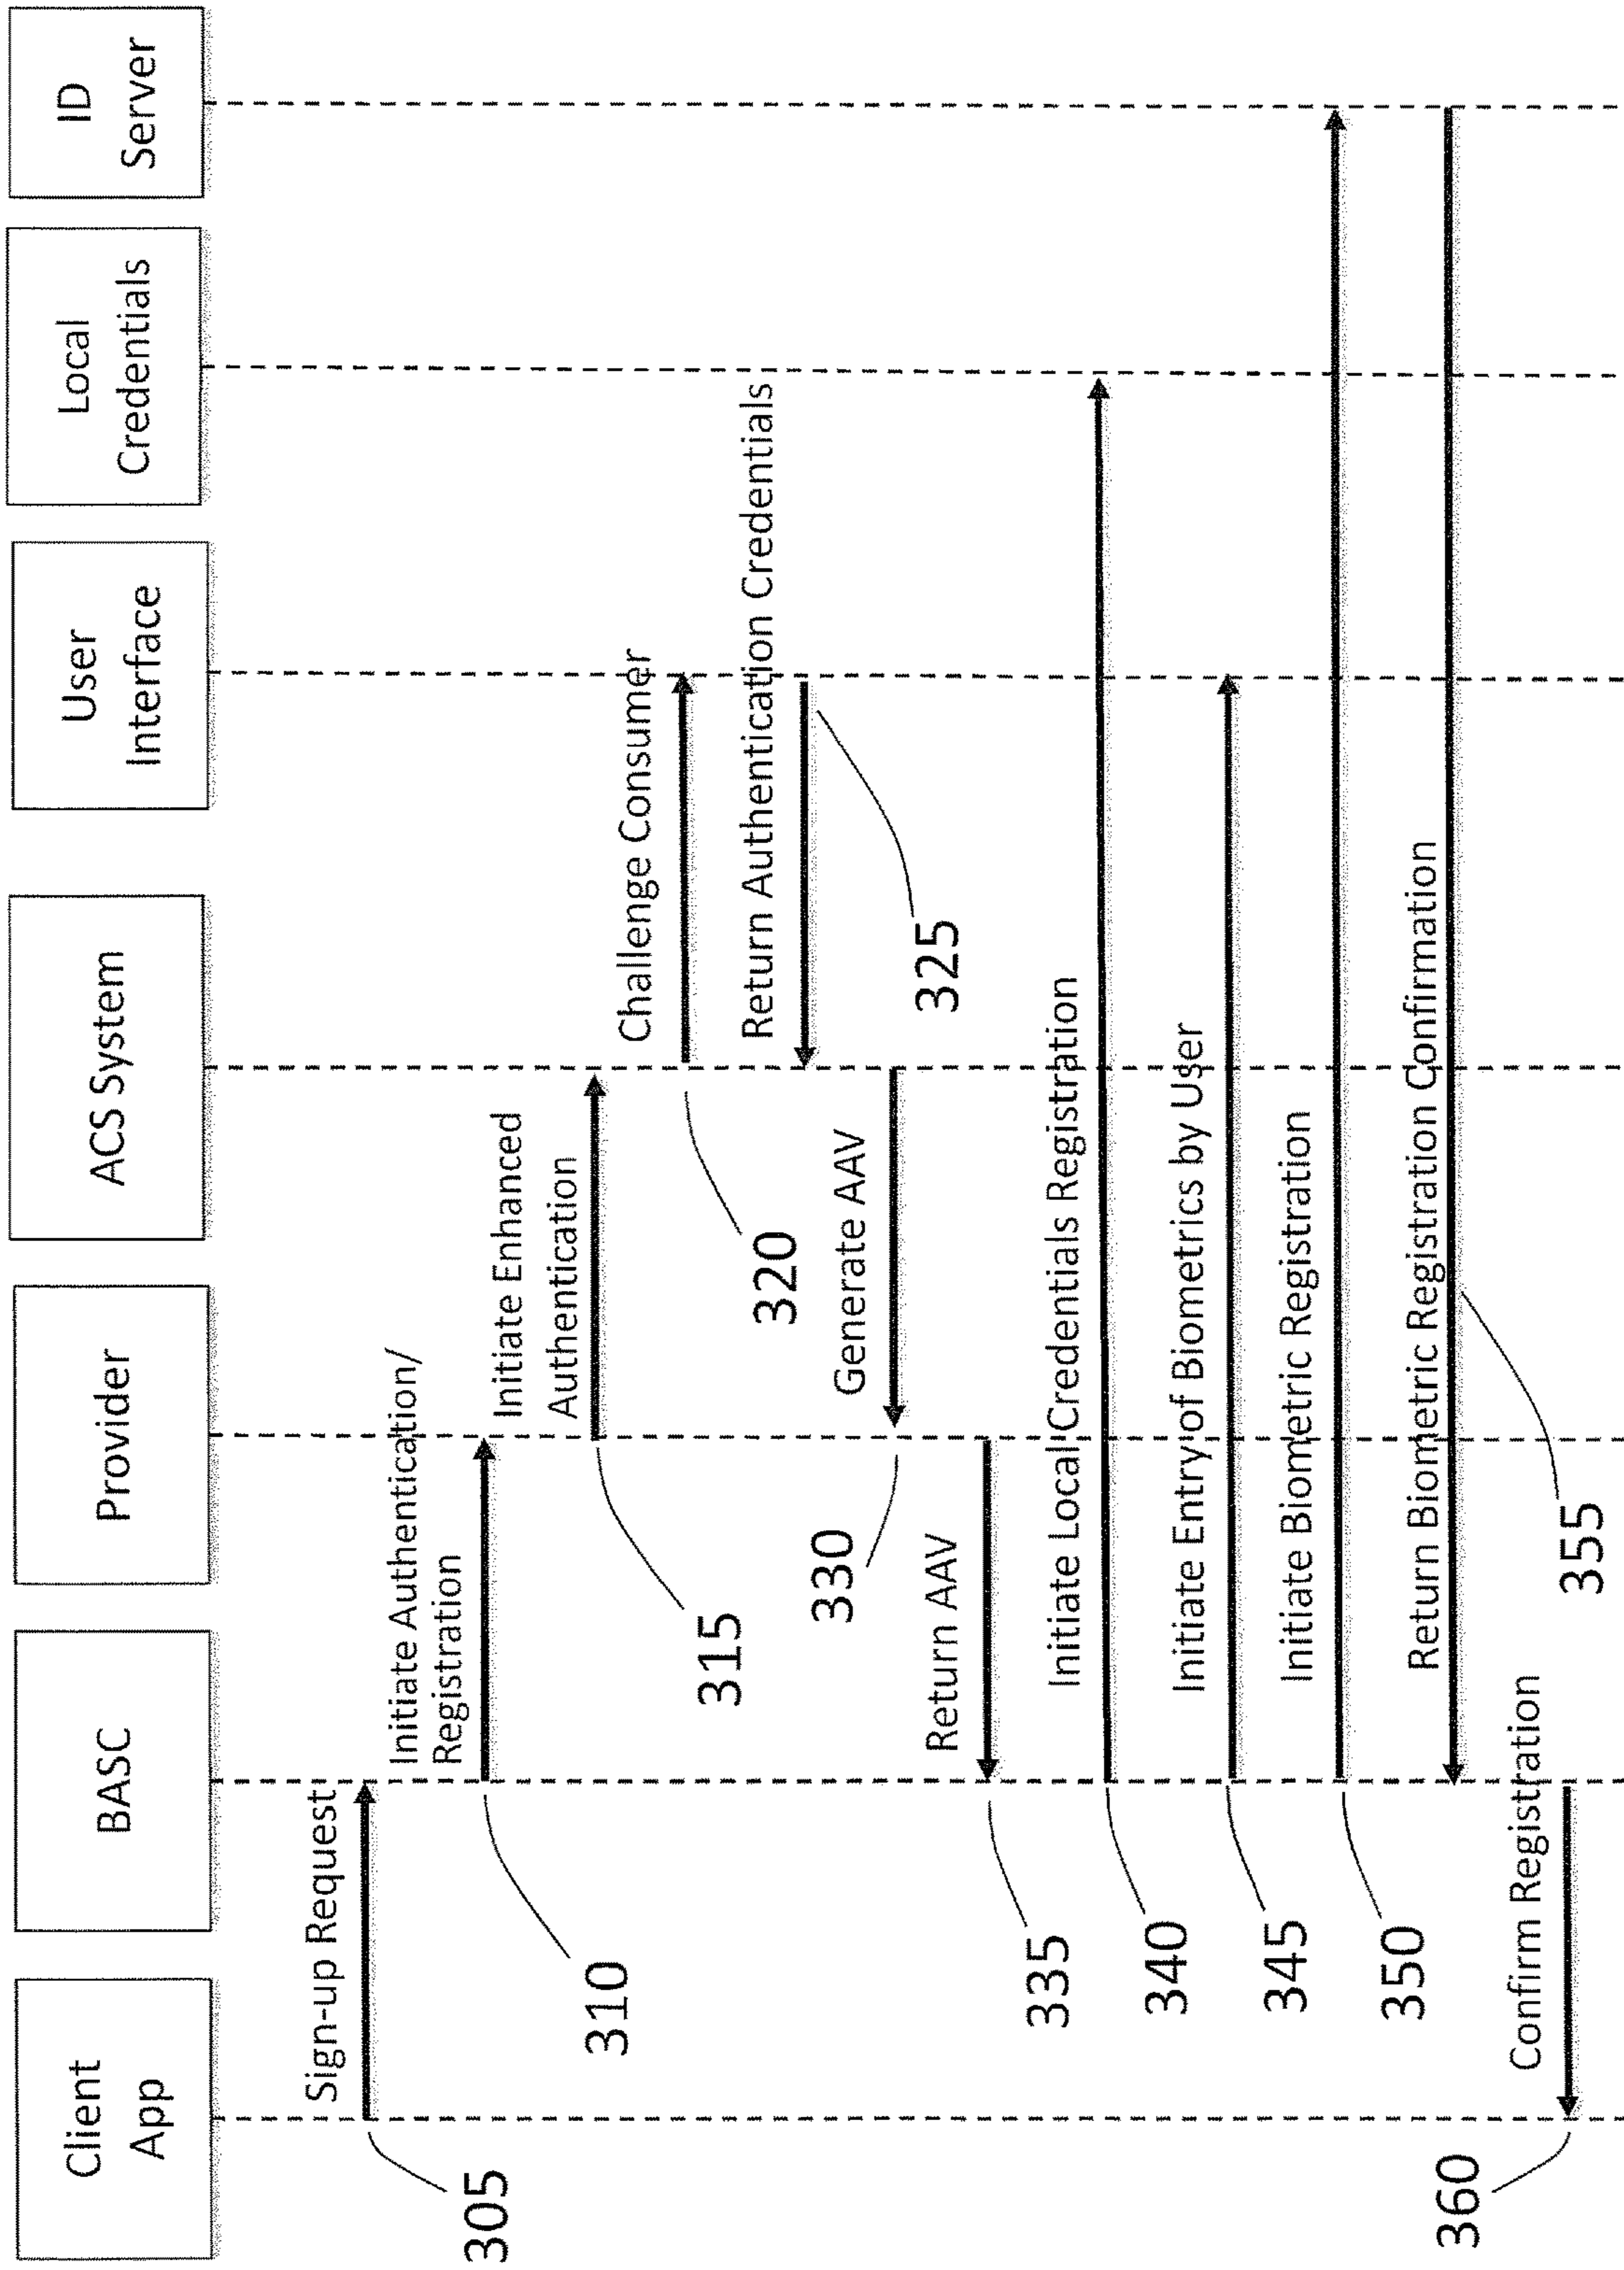 Client
App
BASC
Provider
ACS System
User
Interface
Local
Credentials
ID
Server
Sign-up Request
305
Initiate Authentication/
Registration
310
Initiate Enhanced
Authentication
315
Challenge Consumer
320
Return Authentication Credentials
325
Generate AAV
330
Return AAV
335
Initiate Local Credentials Registration
340
Initiate Entry of Biometrics by User
345
Initiate Biometric Registration
350
Return Biometric Registration Confirmation
355
Confirm Registration
360